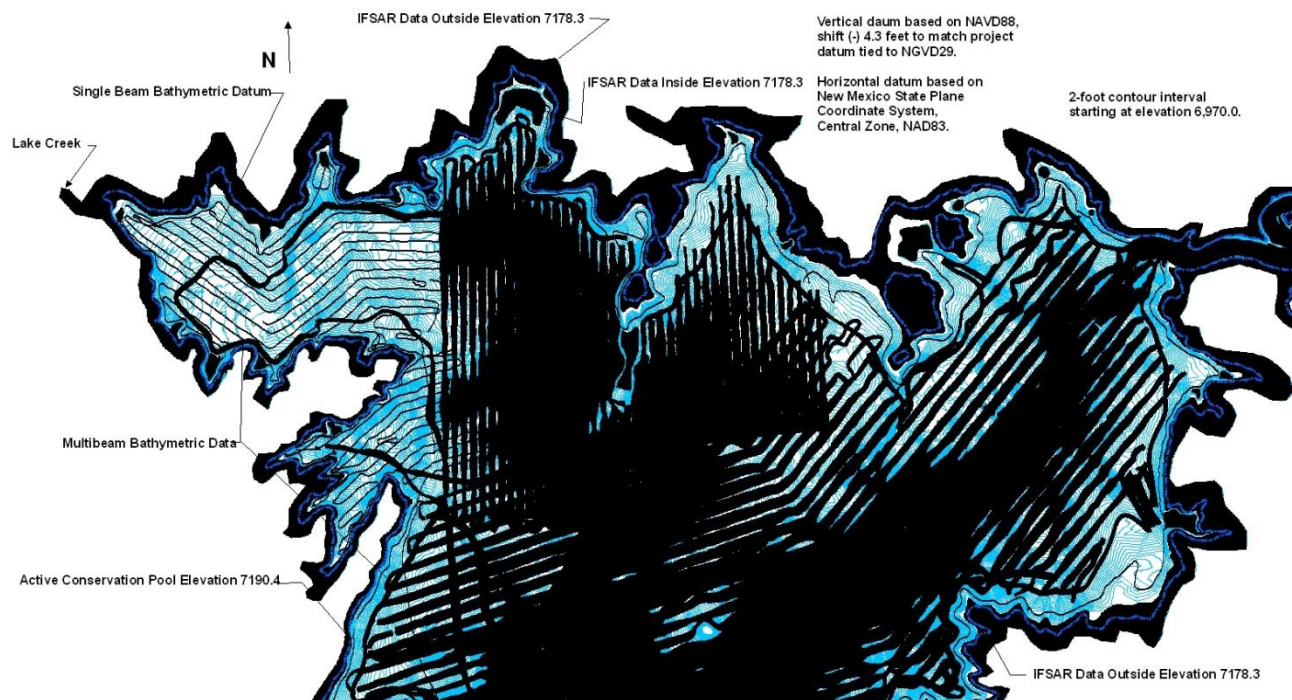 IFSAR Data Outside Elevation 7178.3
Vertical daum based on NAVD88,
shift (-) 4.3 feet to match project
datum tied to NGVD29.
N
IFSAR Data Inside Elevation 7178.3
Horizontal datum based on
New Mexico State Plane
Coordinate System,
Central Zone, NAD83.
Single Beam Bathymetric Datum
2-foot contour interval
starting at elevation 6,970.0.
Lake Creek
Multibeam Bathymetric Data
Active Conservation Pool Elevation 7190.4
IFSAR Data Outside Elevation 7178.3